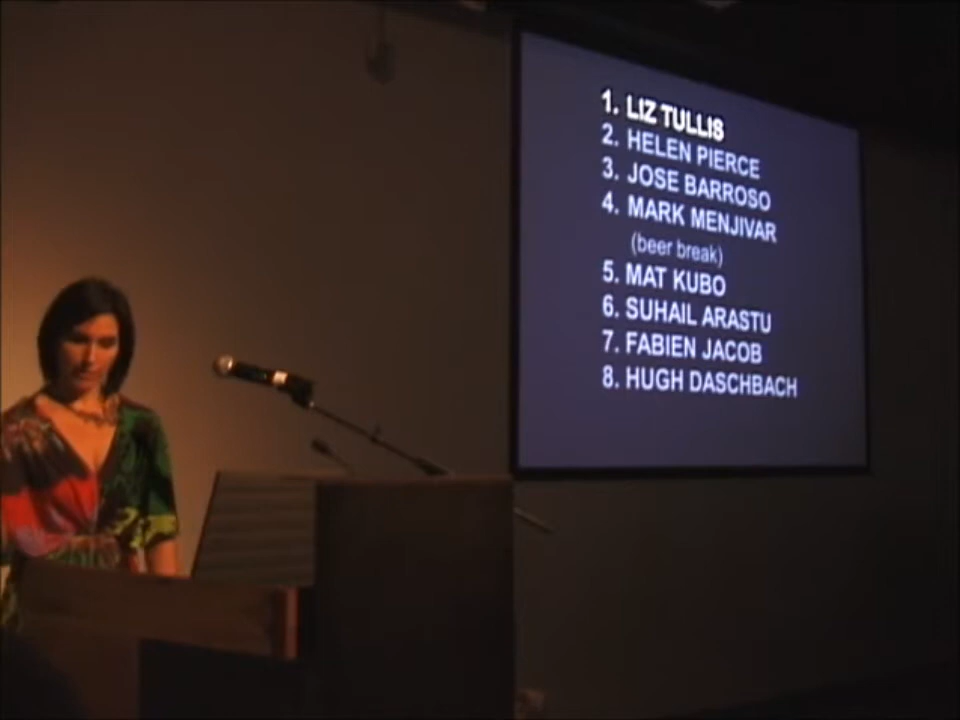 1. LIZ TULLIS
2. HELEN PIERCE
3. JOSE BARROSO
4. MARK MENJIVAR
(beer break)
5. MAT KUBO
6. SUHAIL ARASTU
7. FABIEN JACOB
8. HUGH DASCHBACH